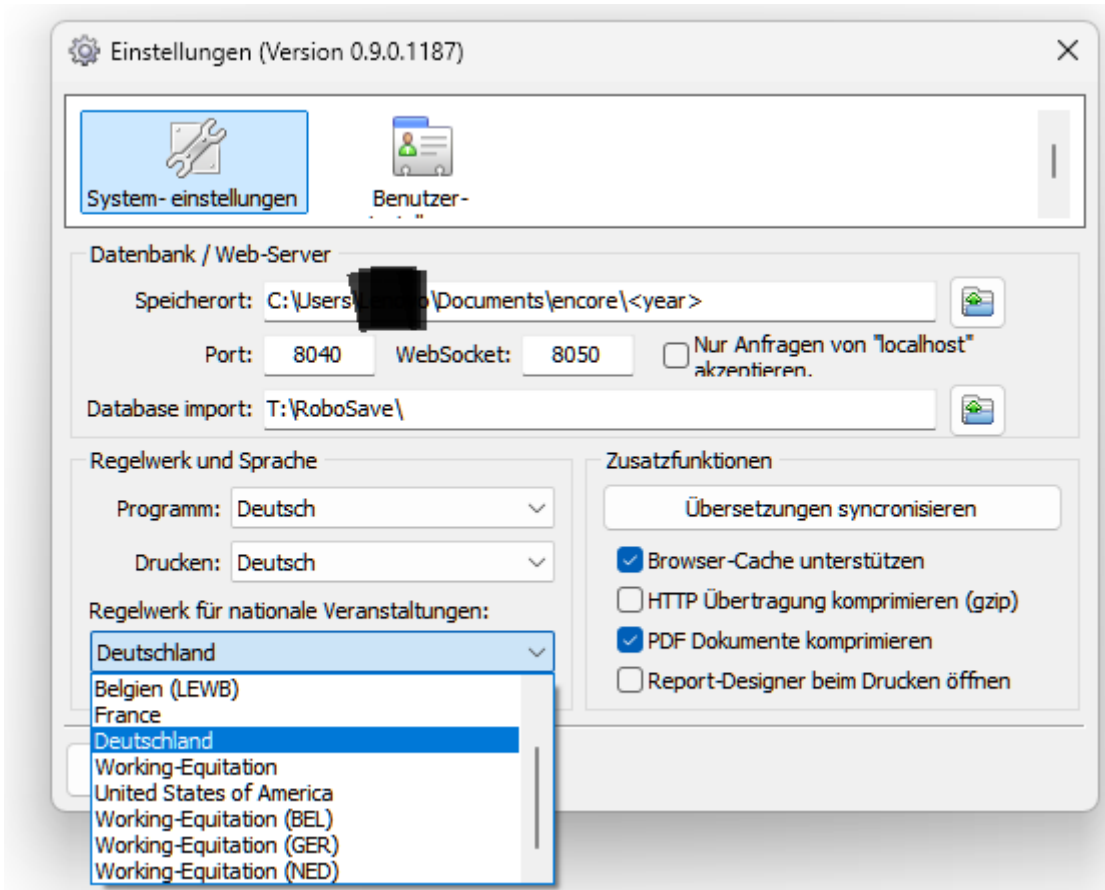 Einstellungen (Version 0.9.0.1187)
System- einstellungen
Benutzer-
Datenbank / Web-Server
Speicherort: C:\Users\ \Documents\encore\<year>
Port: 8040 WebSocket: 8050 Nur Anfragen von "localhost"
akzeptieren.
Database import: T:\RoboSave\
Regelwerk und Sprache
Programm: Deutsch
Drucken: Deutsch
Regelwerk für nationale Veranstaltungen:
Deutschland
Belgien (LEWB)
France
Deutschland
Working-Equitation
United States of America
Working-Equitation (BEL)
Working-Equitation (GER)
Working-Equitation (NED)
Zusatzfunktionen
Übersetzungen syncronisieren
Browser-Cache unterstützen
HTTP Übertragung komprimieren (gzip)
PDF Dokumente komprimieren
Report-Designer beim Drucken öffnen